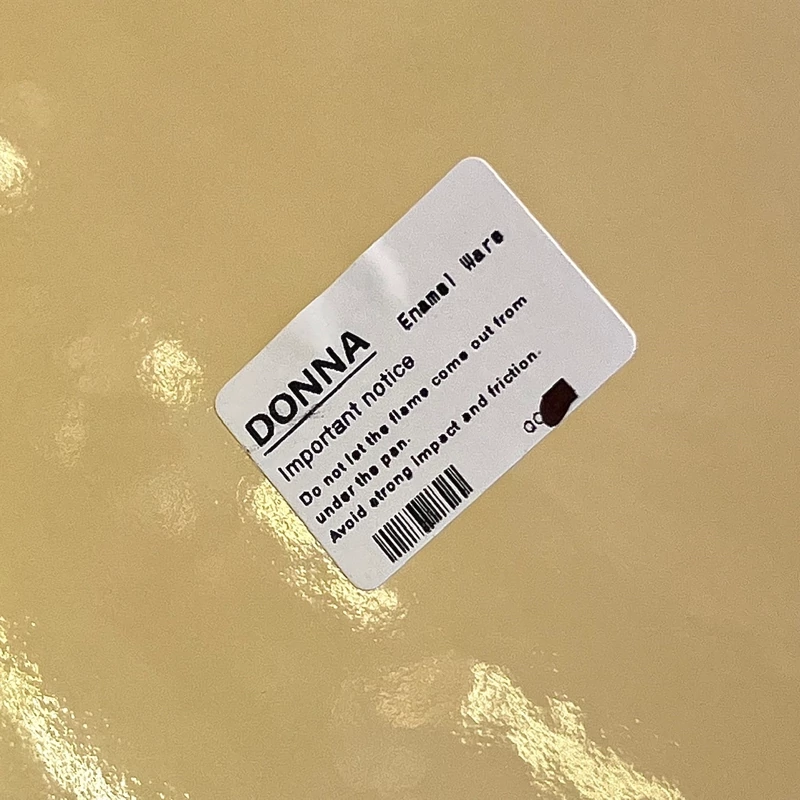 DONNA Enamel Ware
Important notice
Do not let the flame come out from
under the pan.
Avoid strong impact and friction.
QC